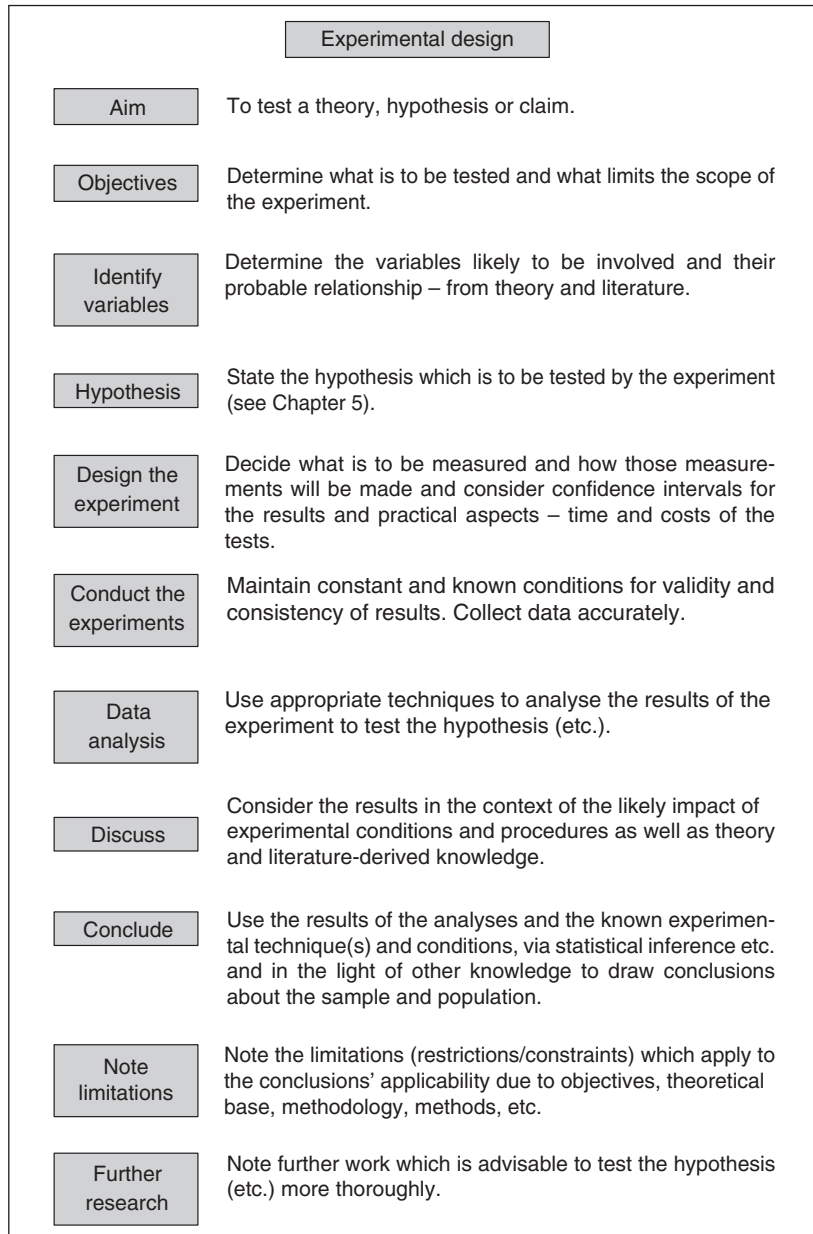 Experimental design
Aim
To test a theory, hypothesis or claim.
Objectives
Determine what is to be tested and what limits the scope of
the experiment.
Identify
variables
Determine the variables likely to be involved and their
probable relationship – from theory and literature.
Hypothesis
State the hypothesis which is to be tested by the experiment
(see Chapter 5).
Design the
experiment
Decide what is to be measured and how those measure-
ments will be made and consider confidence intervals for
the results and practical aspects – time and costs of the
tests.
Conduct the
experiments
Maintain constant and known conditions for validity and
consistency of results. Collect data accurately.
Data
analysis
Use appropriate techniques to analyse the results of the
experiment to test the hypothesis (etc.).
Discuss
Consider the results in the context of the likely impact of
experimental conditions and procedures as well as theory
and literature-derived knowledge.
Conclude
Use the results of the analyses and the known experimen-
tal technique(s) and conditions, via statistical inference etc.
and in the light of other knowledge to draw conclusions
about the sample and population.
Note
limitations
Note the limitations (restrictions/constraints) which apply to
the conclusions’ applicability due to objectives, theoretical
base, methodology, methods, etc.
Further
research
Note further work which is advisable to test the hypothesis
(etc.) more thoroughly.